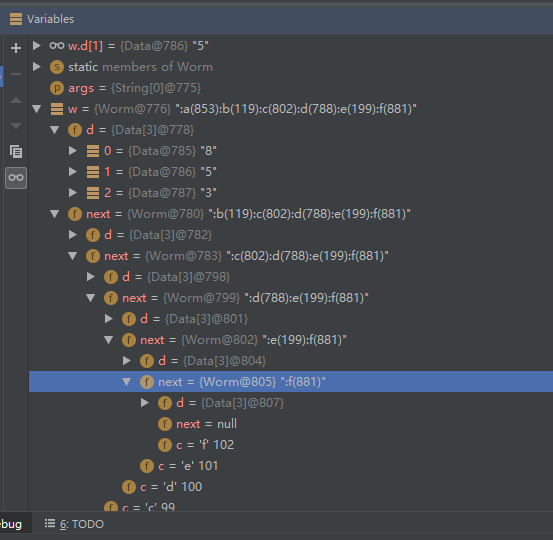 Variables
w.d[1] = {Data@786} "5"
static members of Worm
args = {String[0]@775}
w = {Worm@776} ":a(853):b(119):c(802):d(788):e(199):f(881)"
d = {Data[3]@778}
0 = {Data@785} "8"
1 = {Data@786} "5"
2 = {Data@787} "3"
next = {Worm@780} ":b(119):c(802):d(788):e(199):f(881)"
d = {Data[3]@782}
next = {Worm@783} ":c(802):d(788):e(199):f(881)"
d = {Data[3]@798}
next = {Worm@799} ":d(788):e(199):f(881)"
d = {Data[3]@801}
next = {Worm@802} ":e(199):f(881)"
d = {Data[3]@804}
next = {Worm@805} ":f(881)"
d = {Data[3]@807}
next = null
c = 'f' 102
c = 'e' 101
c = 'd' 100
c = 'c' 99
ebug 6: TODO